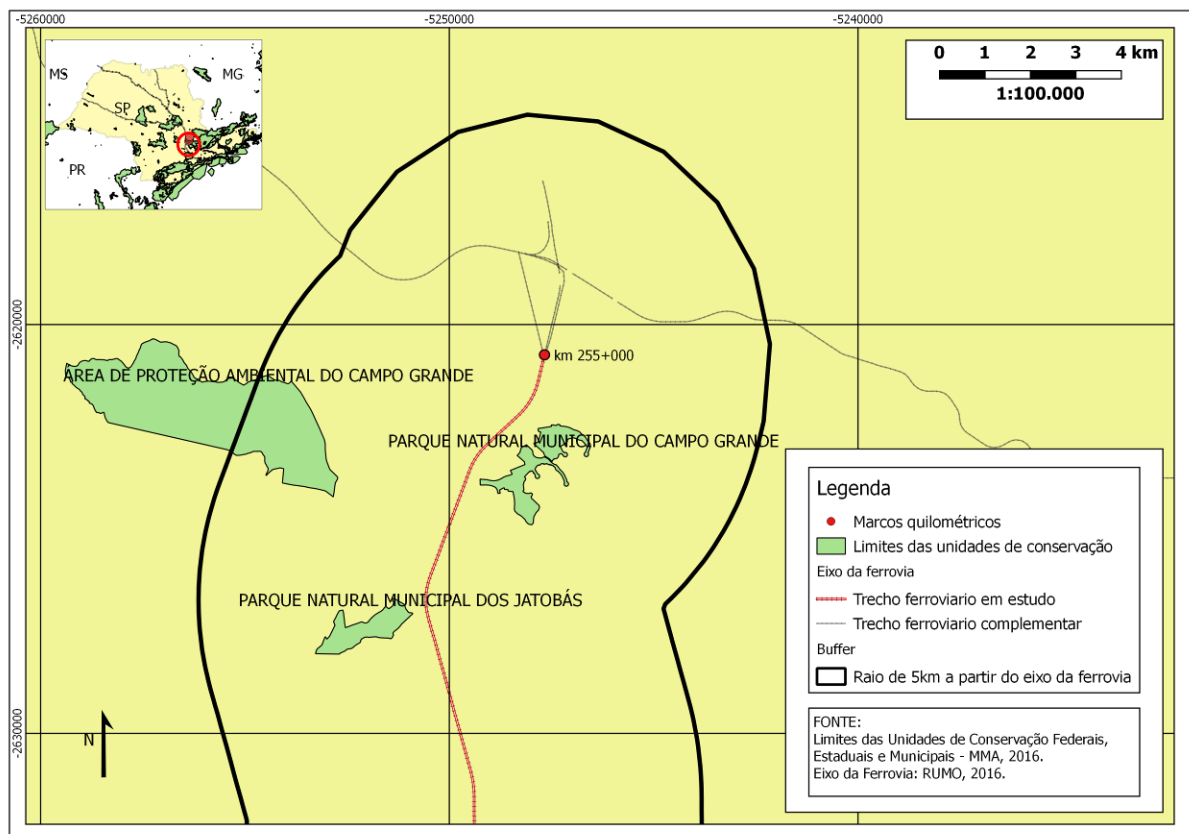 -5260000
-5250000
-5240000
MS
MG
SP
PR
0 1 2 3 4 km
1:100.000
-2620000
km 255+000
ÁREA DE PROTEÇÃO AMBIENTAL DO CAMPO GRANDE
PARQUE NATURAL MUNICIPAL DO CAMPO GRANDE
PARQUE NATURAL MUNICIPAL DOS JATOBÁS
-2630000
N
Legenda
Marcos quilométricos
Limites das unidades de conservação
Eixo da ferrovia
Trecho ferroviario em estudo
Trecho ferroviario complementar
Buffer
Raio de 5km a partir do eixo da ferrovia
FONTE:
Limites das Unidades de Conservação Federais,
Estaduais e Municipais - MMA, 2016.
Eixo da Ferrovia: RUMO, 2016.